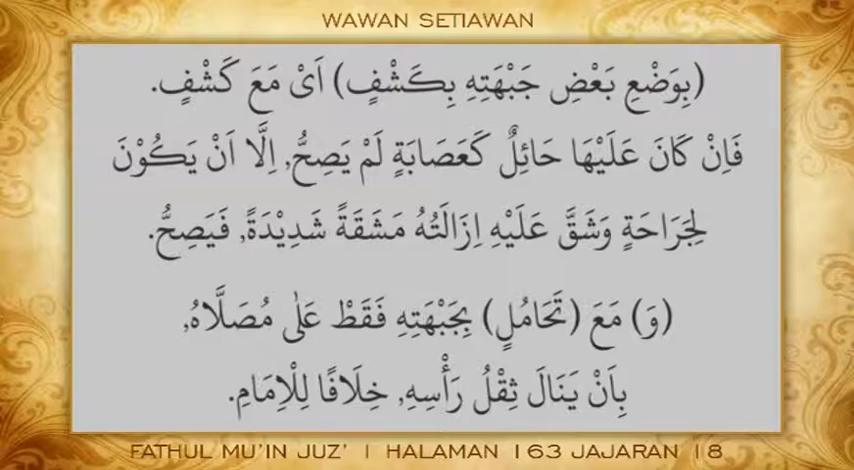 WAWAN SETIAWAN
(بِوَضْعِ بَعْضِ جَبْهَتِهِ بِكَشْفٍ) اَىْ مَعَ كَشْفٍ.
فَاِنْ كَانَ عَلَيْهَا حَائِلٌ كَعَصَابَةٍ لَمْ يَصِحُّ, اِلَّا اَنْ يَكُوْنَ
لِجَرَاحَةٍ وَشَقَّ عَلَيْهِ اِزَالَتُهُ مَشَقَةً شَدِيْدَةً, فَيَصِحُّ.
(وَ) مَعَ (تَحَامُلٍ) بِجَبْهَتِهِ فَقَطْ عَلٰى مُصَلَّاهُ,
بِاَنْ يَنَالَ ثِقْلُ رَأْسِهِ, خِلَافًا لِلْاِمَامِ.
FATHUL MU'IN JUZ' 1 HALAMAN 163 JAJARAN 18